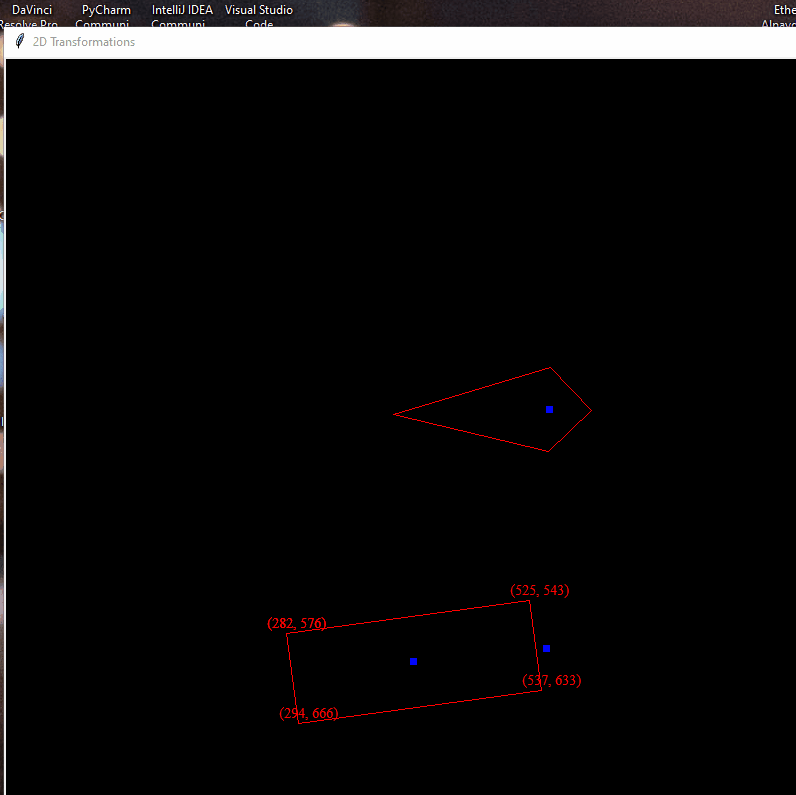 DaVinci PyCharm IntelliJ IDEA Visual Studio Ethe
Resolve Pro Communi Communi Code Alpavo
2D Transformations
(525, 543)
(282, 576)
(537, 633)
(294, 666)